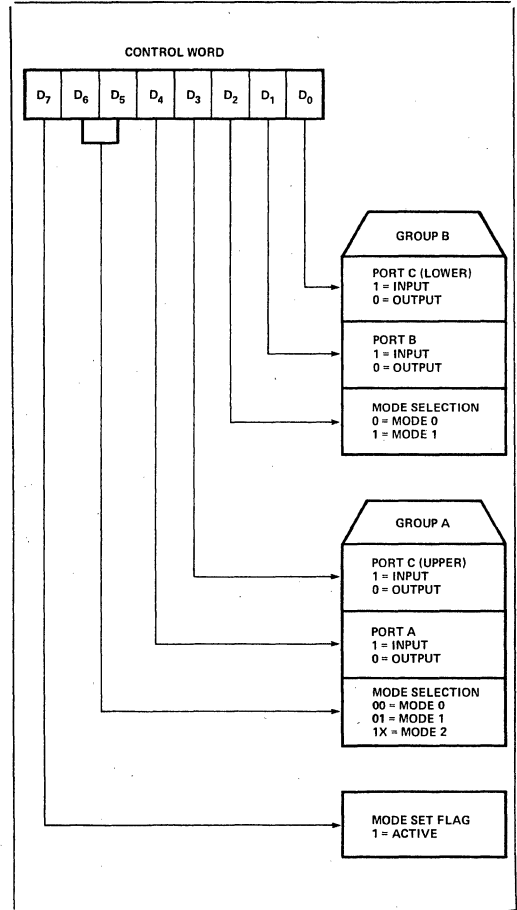 CONTROL WORD
D7 D6 D5 D4 D3 D2 D1 D0
GROUP B
PORT C (LOWER)
1 = INPUT
0 = OUTPUT
PORT B
1 = INPUT
0 = OUTPUT
MODE SELECTION
0 = MODE 0
1 = MODE 1
GROUP A
PORT C (UPPER)
1 = INPUT
0 = OUTPUT
PORT A
1 = INPUT
0 = OUTPUT
MODE SELECTION
00 = MODE 0
01 = MODE 1
1X = MODE 2
MODE SET FLAG
1 = ACTIVE